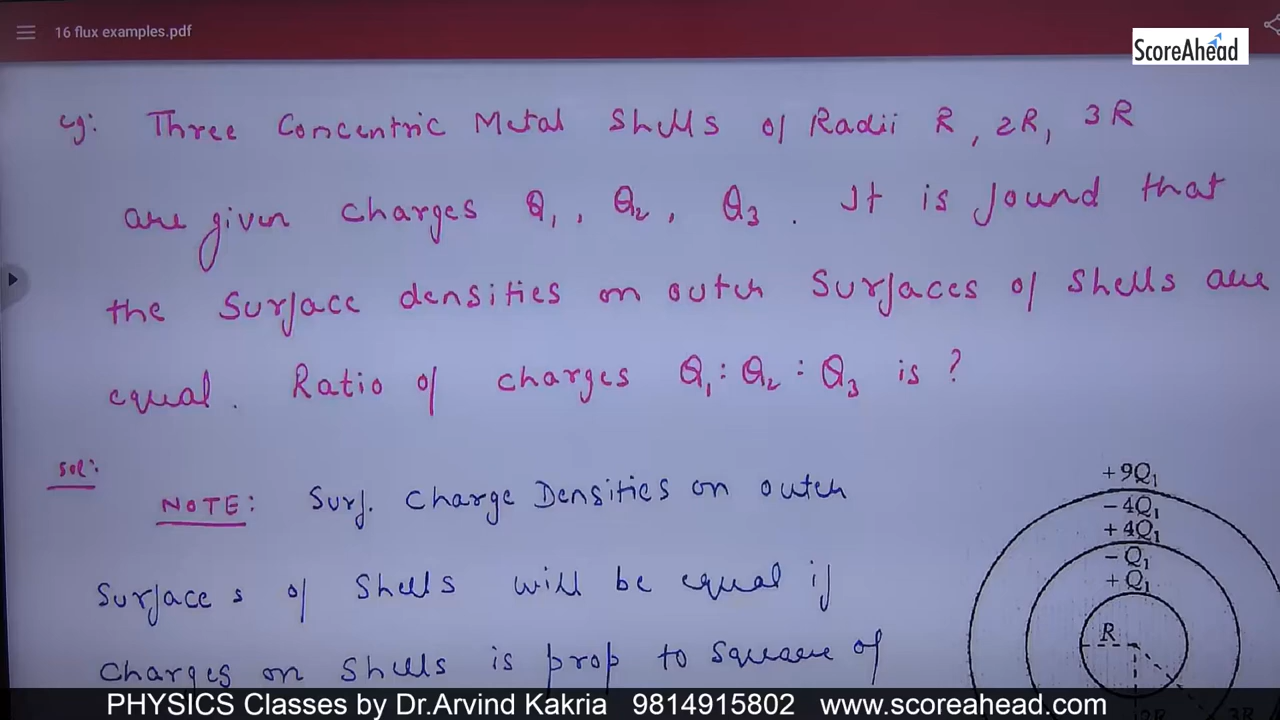 16 flux examples.pdf
ScoreAhead
eg: Three Concentric Metal Shells of Radii R, 2R, 3R
are given charges Q1, Q2, Q3. It is found that
the Surface densities on outer Surfaces of Shells are
equal. Ratio of charges Q1 : Q2 : Q3 is ?
Sol:
NOTE: Surf. Charge Densities on outer
Surfaces of Shells will be equal if
Charges on Shells is prop to square of
+9Q1
−4Q1
+4Q1
−Q1
+Q1
R
2R
3R
PHYSICS Classes by Dr.Arvind Kakria 9814915802 www.scoreahead.com